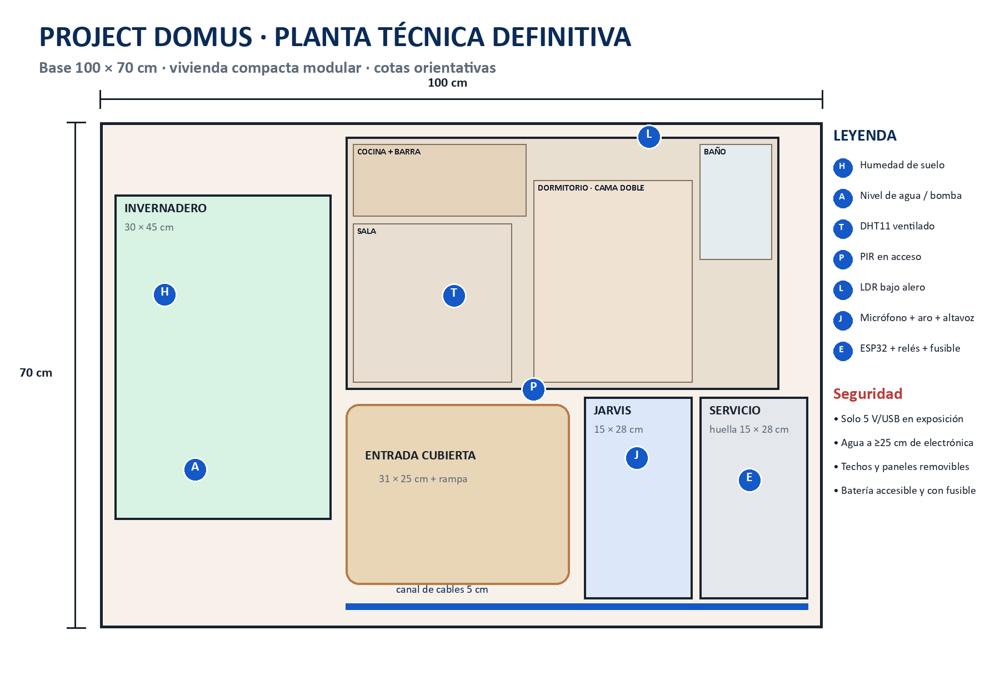 PROJECT DOMUS · PLANTA TÉCNICA DEFINITIVA
Base 100 × 70 cm · vivienda compacta modular · cotas orientativas
100 cm
70 cm
L
COCINA + BARRA
BAÑO
DORMITORIO · CAMA DOBLE
INVERNADERO
30 × 45 cm
SALA
H
T
P
A
ENTRADA CUBIERTA
31 × 25 cm + rampa
JARVIS
15 × 28 cm
J
SERVICIO
huella 15 × 28 cm
E
canal de cables 5 cm
LEYENDA
H Humedad de suelo
A Nivel de agua / bomba
T DHT11 ventilado
P PIR en acceso
L LDR bajo alero
J Micrófono + aro + altavoz
E ESP32 + relés + fusible
Seguridad
• Solo 5 V/USB en exposición
• Agua a ≥25 cm de electrónica
• Techos y paneles removibles
• Batería accesible y con fusible